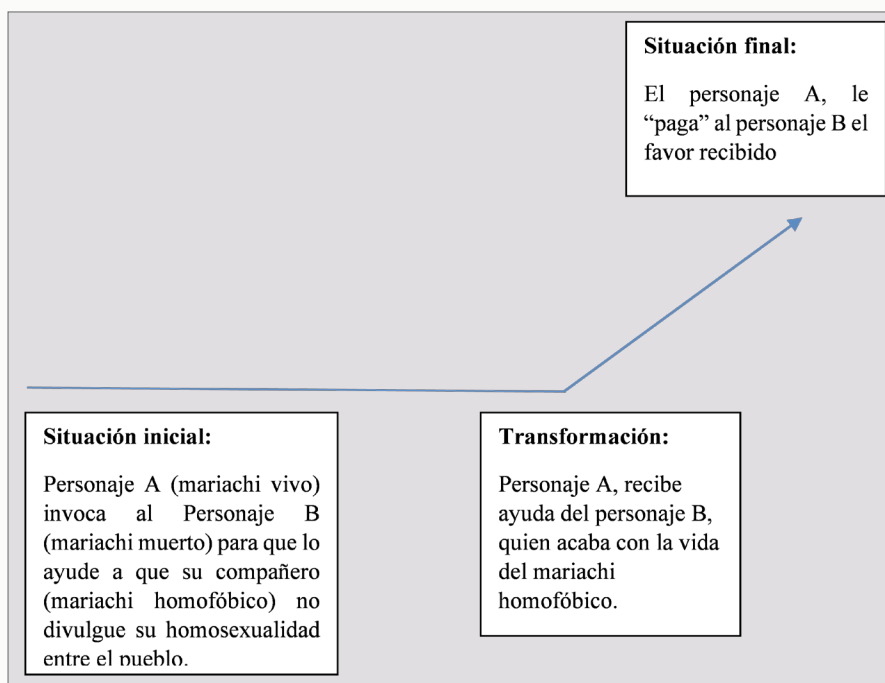 Situación final:
El personaje A, le
“paga” al personaje B el
favor recibido
Situación inicial:
Personaje A (mariachi vivo)
invoca al Personaje B
(mariachi muerto) para que lo
ayude a que su compañero
(mariachi homofóbico) no
divulgue su homosexualidad
entre el pueblo.
Transformación:
Personaje A, recibe
ayuda del personaje B,
quien acaba con la vida
del mariachi
homofóbico.